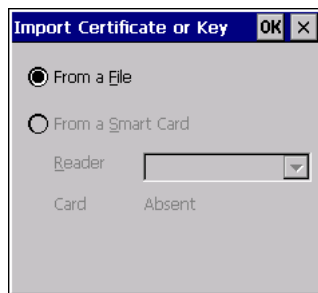 Import Certificate or Key OK ×
From a File
From a Smart Card
Reader
Card Absent